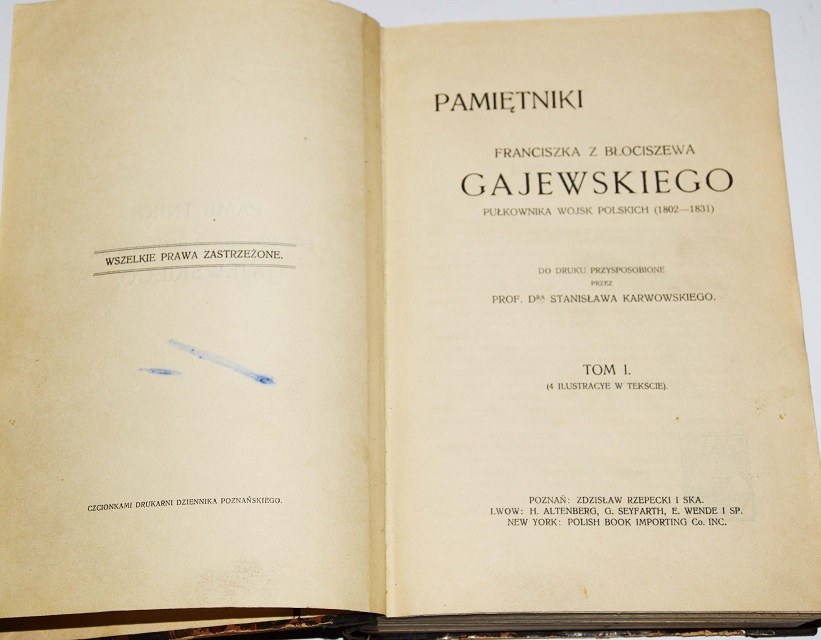 WSZELKIE PRAWA ZASTRZEŻONE.
CZCIONKAMI DRUKARNI DZIENNIKA POZNAŃSKIEGO.
PAMIĘTNIKI
FRANCISZKA Z BŁOCISZEWA
GAJEWSKIEGO
PUŁKOWNIKA WOJSK POLSKICH (1802—1831)
DO DRUKU PRZYSPOSOBIONE
PRZEZ
PROF. DRA STANISŁAWA KARWOWSKIEGO.
TOM I.
(4 ILUSTRACYE W TEKSCIE).
POZNAŃ: ZDZISŁAW RZEPECKI I SKA.
LWOW: H. ALTENBERG, G. SEYFARTH, E. WENDE I SP.
NEW YORK: POLISH BOOK IMPORTING Co. INC.